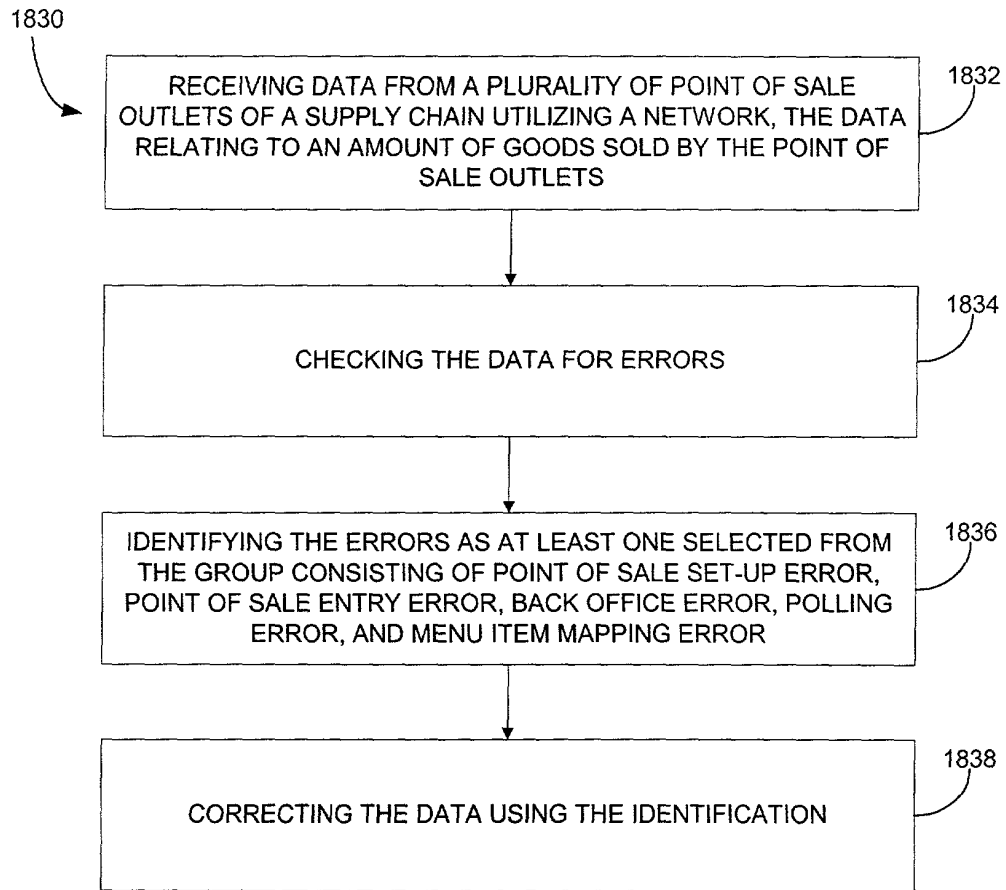 1830
RECEIVING DATA FROM A PLURALITY OF POINT OF SALE
OUTLETS OF A SUPPLY CHAIN UTILIZING A NETWORK, THE DATA
RELATING TO AN AMOUNT OF GOODS SOLD BY THE POINT OF
SALE OUTLETS
1832
CHECKING THE DATA FOR ERRORS
1834
IDENTIFYING THE ERRORS AS AT LEAST ONE SELECTED FROM
THE GROUP CONSISTING OF POINT OF SALE SET-UP ERROR,
POINT OF SALE ENTRY ERROR, BACK OFFICE ERROR, POLLING
ERROR, AND MENU ITEM MAPPING ERROR
1836
CORRECTING THE DATA USING THE IDENTIFICATION
1838